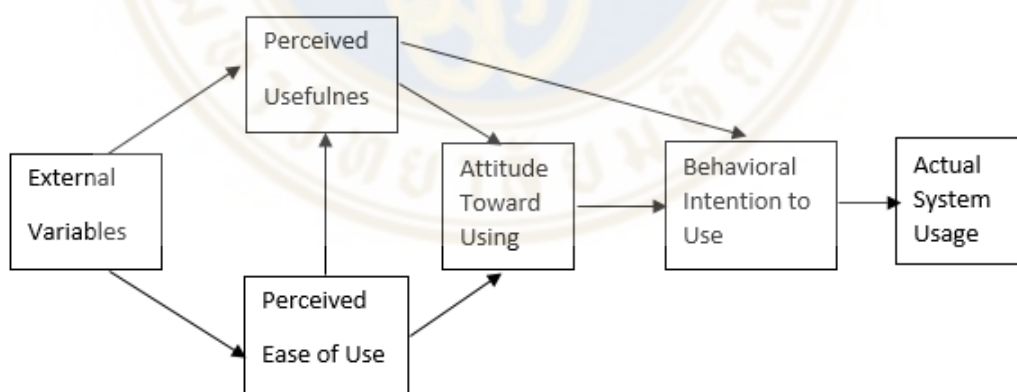 Perceived
Usefulnes
External
Variables
Attitude
Toward
Using
Behavioral
Intention to
Use
Actual
System
Usage
Perceived
Ease of Use